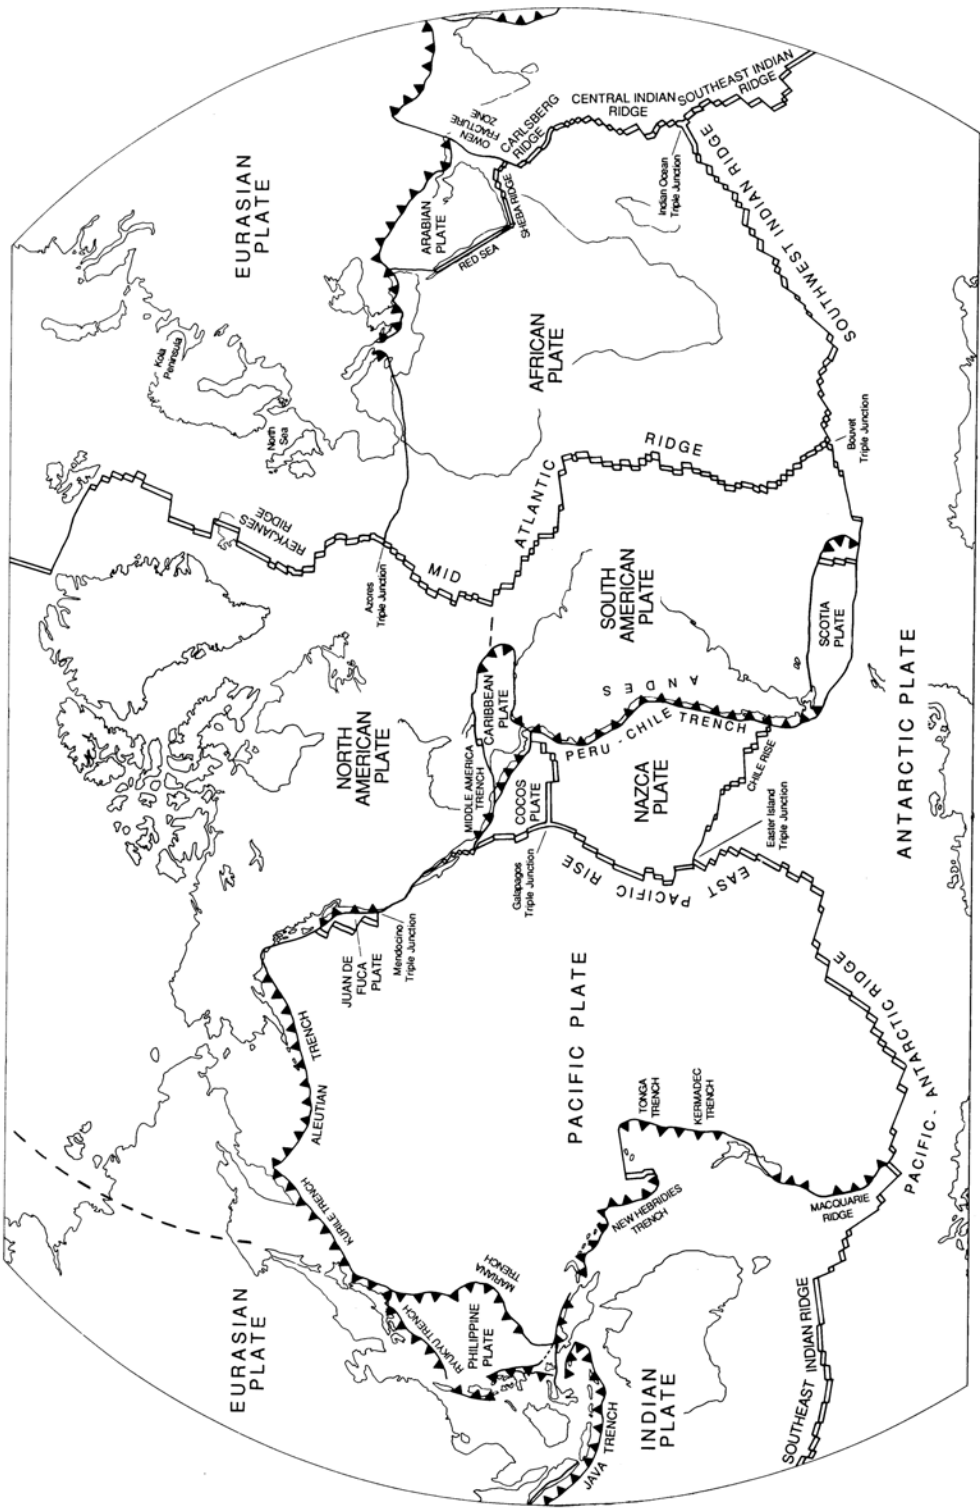 EURASIAN
PLATE
EURASIAN
PLATE
NORTH
AMERICAN
PLATE
PACIFIC PLATE
PHILIPPINE
PLATE
INDIAN
PLATE
JUAN DE
FUCA
PLATE
COCOS
PLATE
CARIBBEAN
PLATE
NAZCA
PLATE
SOUTH
AMERICAN
PLATE
SCOTIA
PLATE
AFRICAN
PLATE
ARABIAN
PLATE
ANTARCTIC PLATE
KURILE TRENCH
ALEUTIAN
TRENCH
RYUKYU TRENCH
MARIANA
TRENCH
JAVA TRENCH
NEW HEBRIDIES
TRENCH
TONGA
TRENCH
KERMADEC
TRENCH
MACQUARIE
RIDGE
SOUTHEAST INDIAN RIDGE
PACIFIC - ANTARCTIC RIDGE
EAST PACIFIC RISE
Mendocino
Triple Junction
Galapagos
Triple Junction
Easter Island
Triple Junction
CHILE RISE
MIDDLE AMERICA
TRENCH
PERU - CHILE TRENCH
ANDES
REYKJANES
RIDGE
Azores
Triple Junction
MID ATLANTIC RIDGE
Bouvet
Triple Junction
North
Sea
Kola
Peninsula
RED SEA
SHEBA RIDGE
OWEN
FRACTURE
ZONE
CARLSBERG
RIDGE
CENTRAL INDIAN
RIDGE
SOUTHEAST INDIAN
RIDGE
Indian Ocean
Triple Junction
SOUTHWEST INDIAN RIDGE